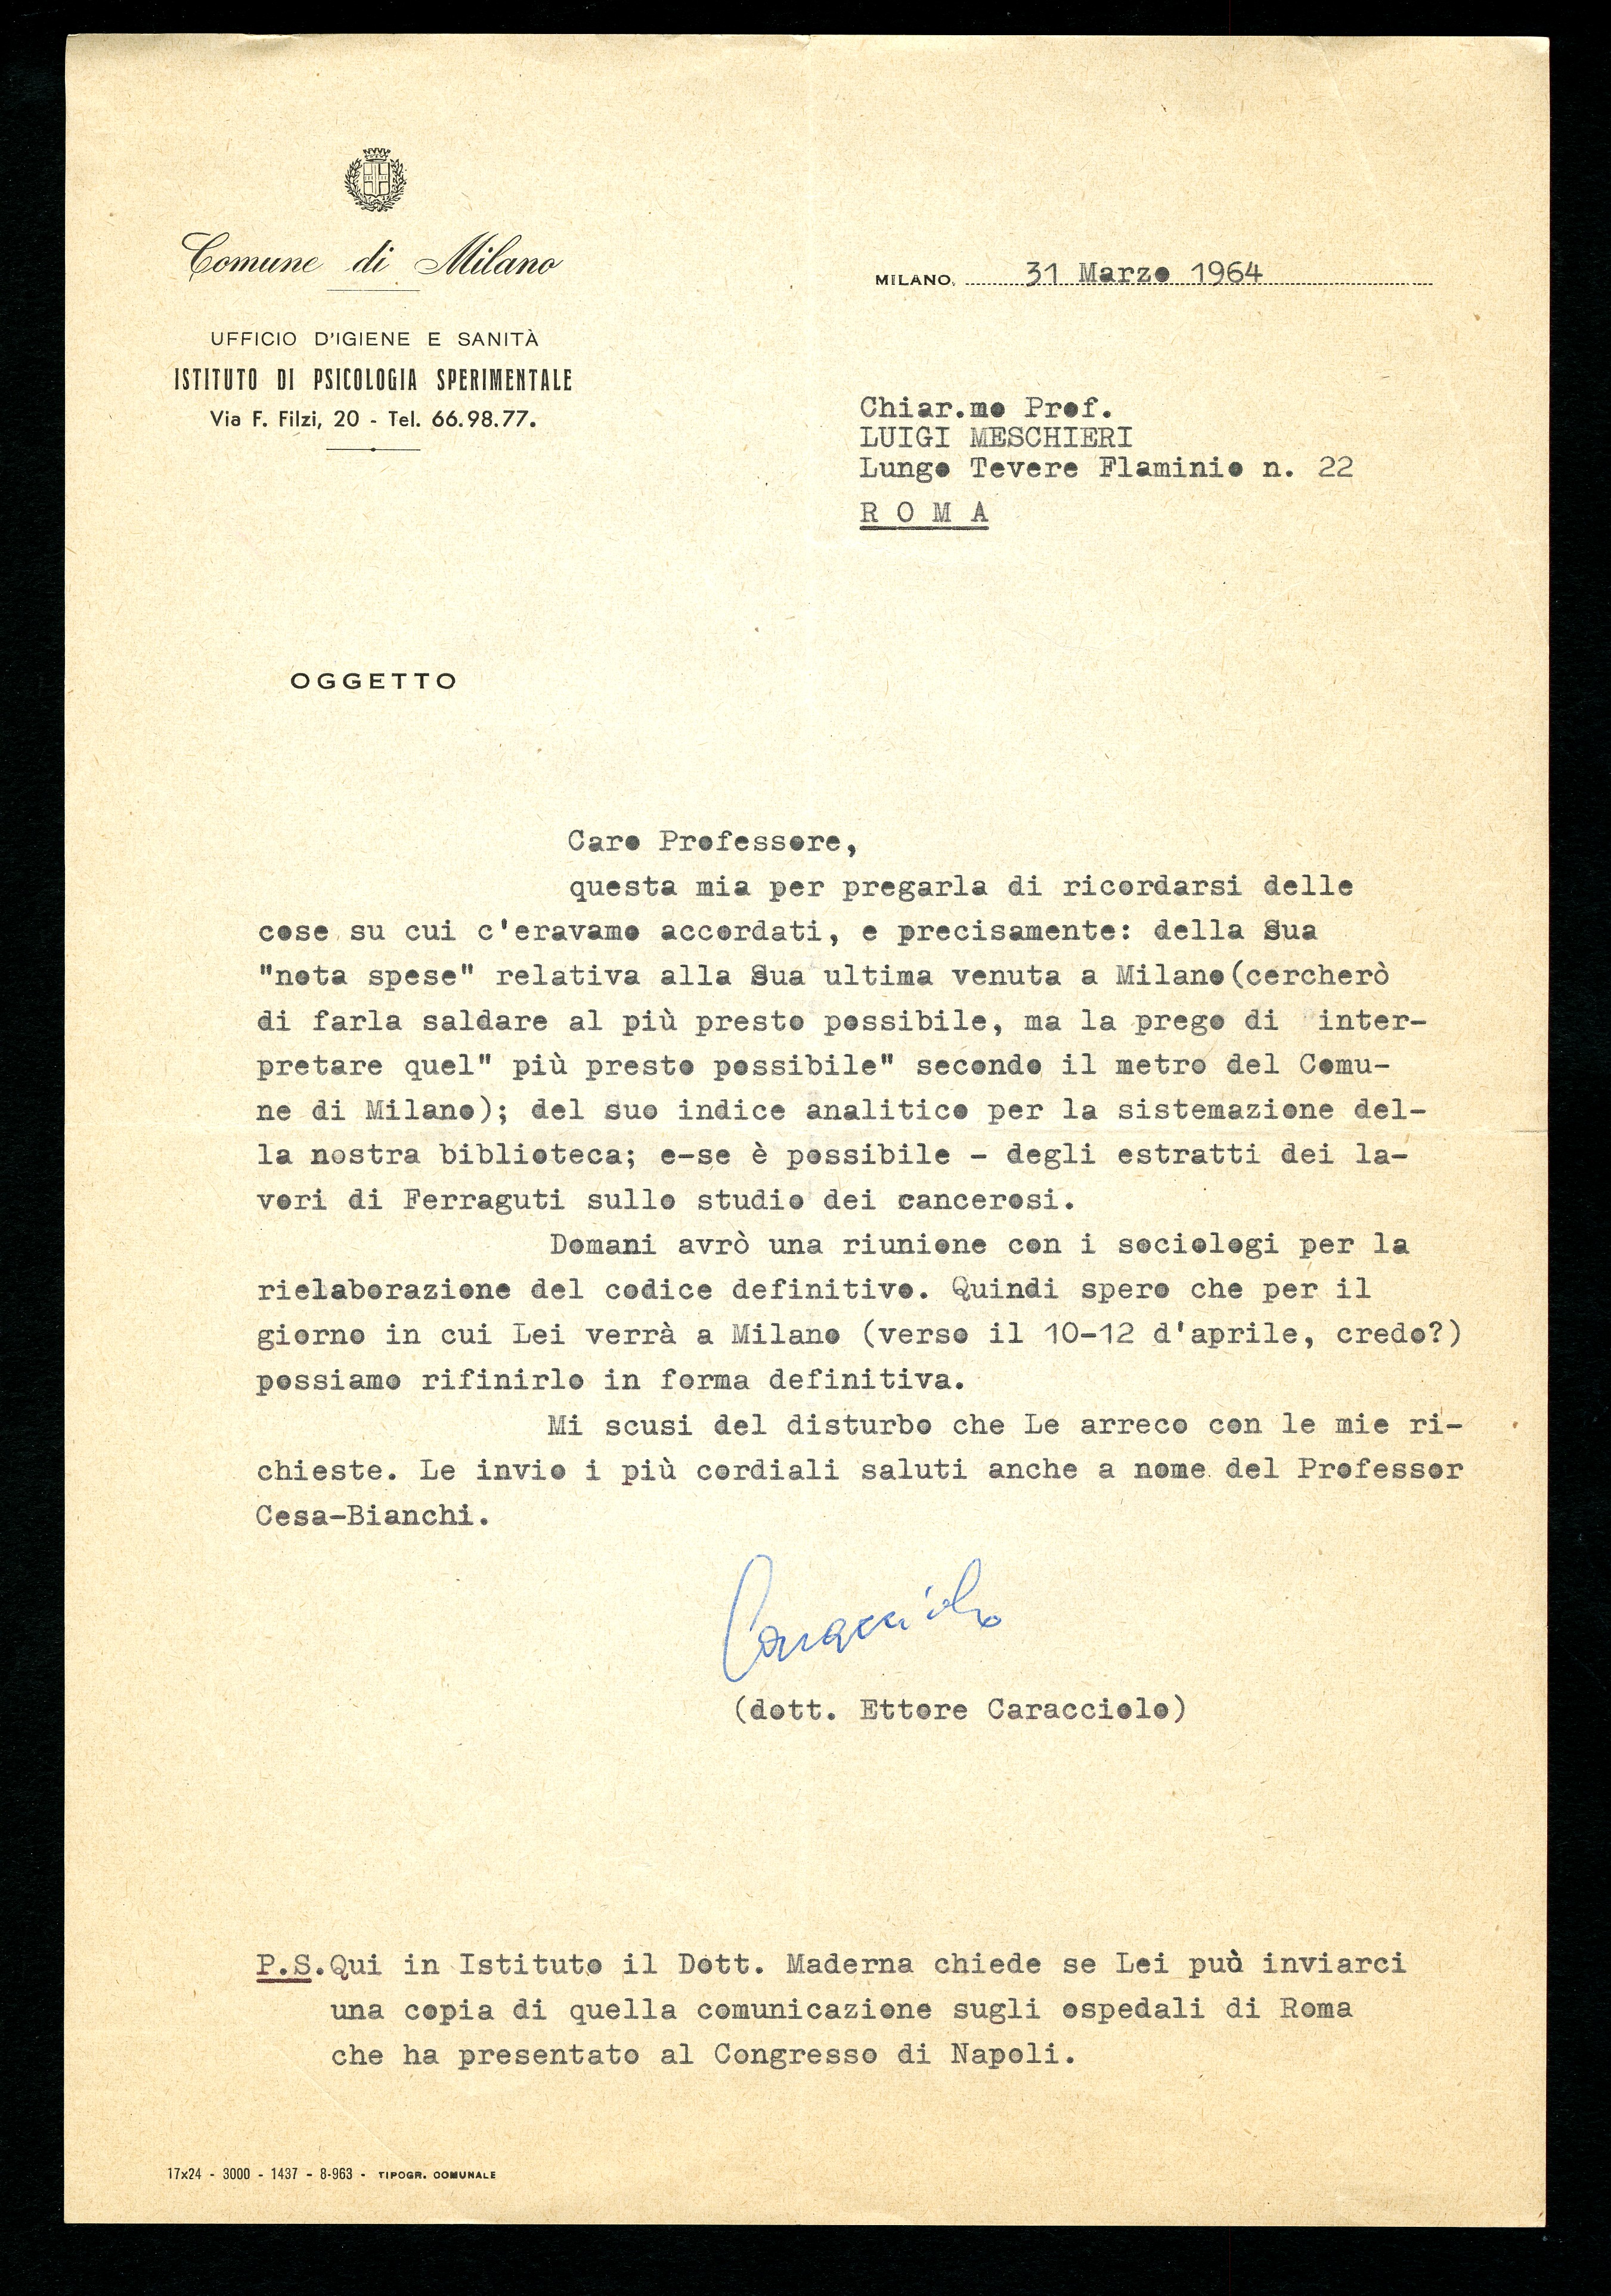 Comune di Milano
UFFICIO D'IGIENE E SANITÀ
ISTITUTO DI PSICOLOGIA SPERIMENTALE
Via F. Filzi, 20 - Tel. 66.98.77.
MILANO, 31 Marzo 1964
Chiar.mo Prof.
LUIGI MESCHIERI
Lungo Tevere Flaminio n. 22
R O M A
OGGETTO
Caro Professore,
questa mia per pregarla di ricordarsi delle
cose su cui c'eravamo accordati, e precisamente: della Sua
"nota spese" relativa alla Sua ultima venuta a Milano(cercherò
di farla saldare al più presto possibile, ma la prego di inter-
pretare quel" più presto possibile" secondo il metro del Comu-
ne di Milano); del suo indice analitico per la sistemazione del-
la nostra biblioteca; e-se è possibile - degli estratti dei la-
vori di Ferraguti sullo studio dei cancerosi.
Domani avrò una riunione con i sociologi per la
rielaborazione del codice definitivo. Quindi spero che per il
giorno in cui Lei verrà a Milano (verso il 10-12 d'aprile, credo?)
possiamo rifinirlo in forma definitiva.
Mi scusi del disturbo che Le arreco con le mie ri-
chieste. Le invio i più cordiali saluti anche a nome del Professor
Cesa-Bianchi.
Caracciolo
(dott. Ettore Caracciolo)
P.S.Qui in Istituto il Dott. Maderna chiede se Lei può inviarci
una copia di quella comunicazione sugli ospedali di Roma
che ha presentato al Congresso di Napoli.
17x24 - 3000 - 1437 - 8-963 - TIPOGR. COMUNALE